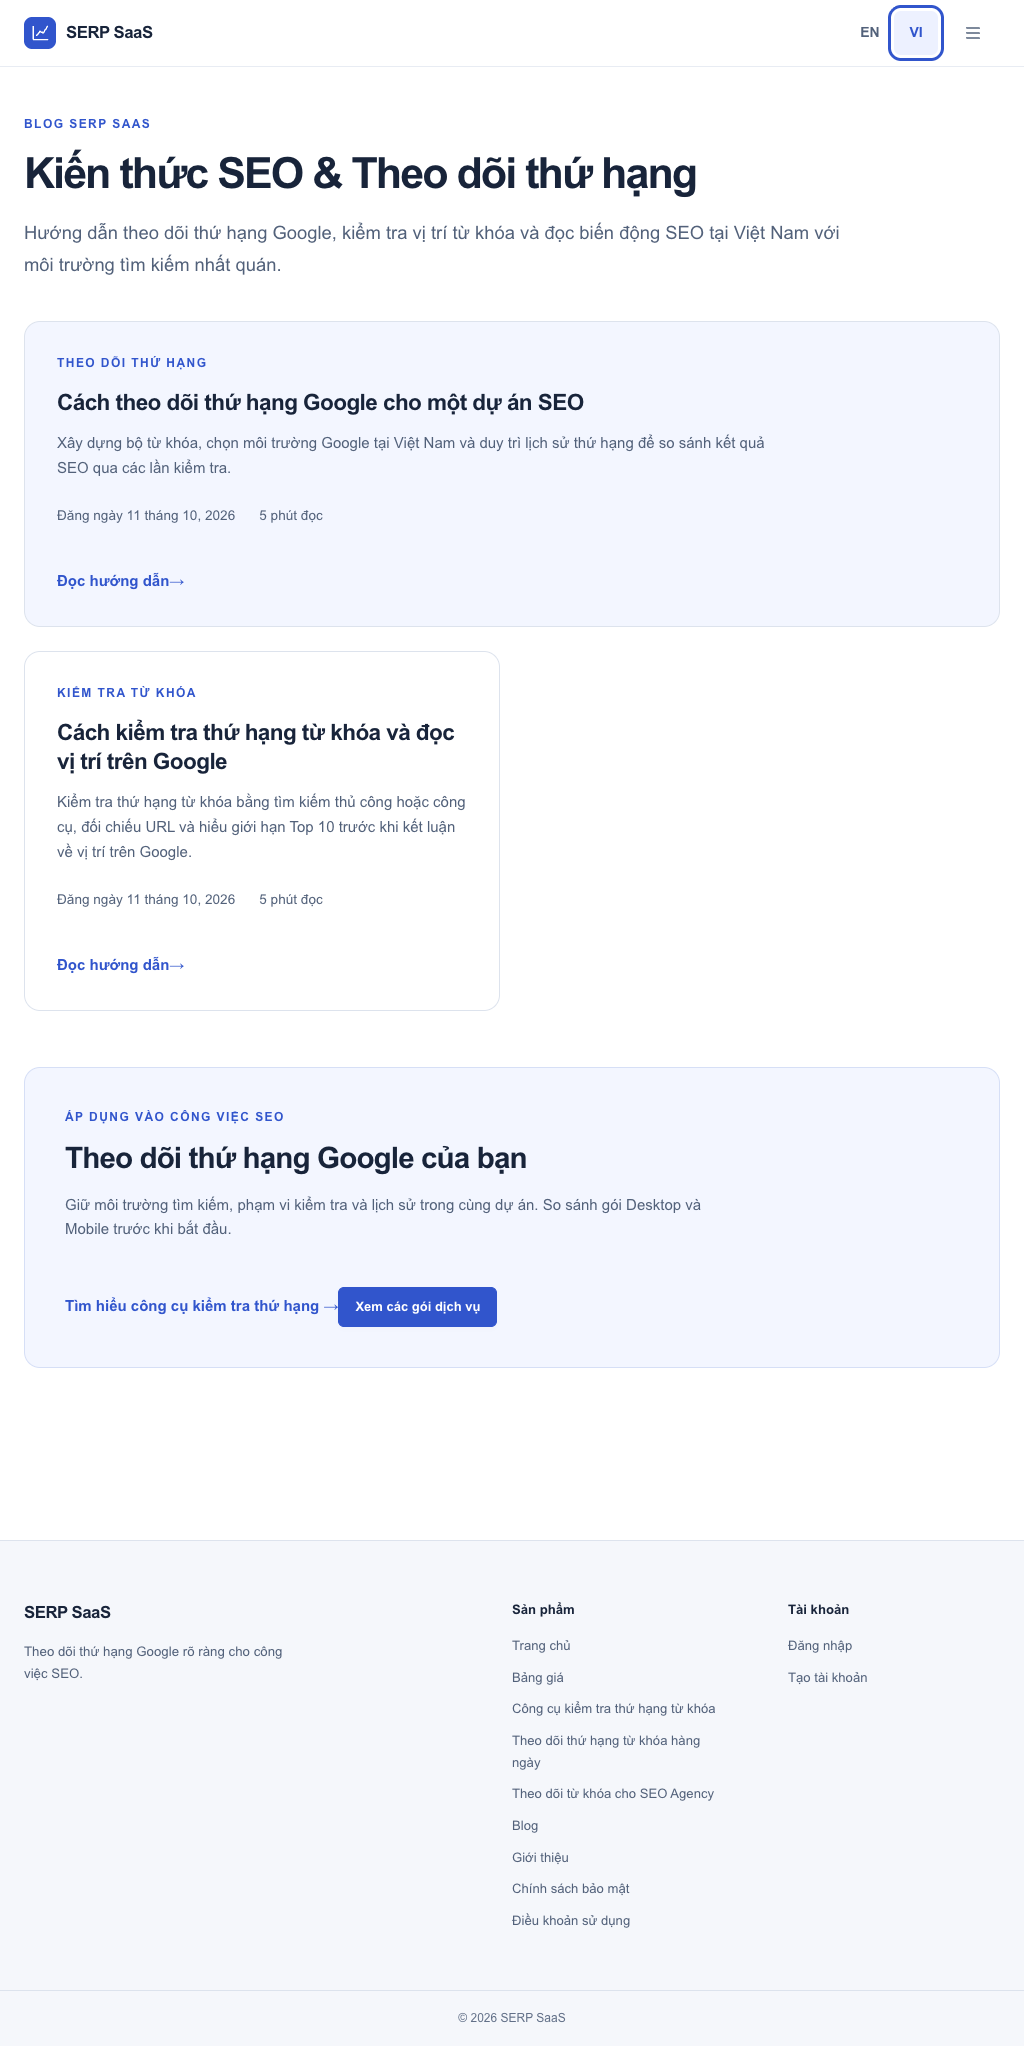 SERP SaaS
EN
VI
BLOG SERP SAAS
Kiến thức SEO & Theo dõi thứ hạng
Hướng dẫn theo dõi thứ hạng Google, kiểm tra vị trí từ khóa và đọc biến động SEO tại Việt Nam với
môi trường tìm kiếm nhất quán.
THEO DÕI THỨ HẠNG
Cách theo dõi thứ hạng Google cho một dự án SEO
Xây dựng bộ từ khóa, chọn môi trường Google tại Việt Nam và duy trì lịch sử thứ hạng để so sánh kết quả
SEO qua các lần kiểm tra.
Đăng ngày 11 tháng 10, 2026 5 phút đọc
Đọc hướng dẫn→
KIỂM TRA TỪ KHÓA
Cách kiểm tra thứ hạng từ khóa và đọc
vị trí trên Google
Kiểm tra thứ hạng từ khóa bằng tìm kiếm thủ công hoặc công
cụ, đối chiếu URL và hiểu giới hạn Top 10 trước khi kết luận
về vị trí trên Google.
Đăng ngày 11 tháng 10, 2026 5 phút đọc
Đọc hướng dẫn→
ÁP DỤNG VÀO CÔNG VIỆC SEO
Theo dõi thứ hạng Google của bạn
Giữ môi trường tìm kiếm, phạm vi kiểm tra và lịch sử trong cùng dự án. So sánh gói Desktop và
Mobile trước khi bắt đầu.
Tìm hiểu công cụ kiểm tra thứ hạng →
Xem các gói dịch vụ
SERP SaaS
Theo dõi thứ hạng Google rõ ràng cho công
việc SEO.
Sản phẩm
Trang chủ
Bảng giá
Công cụ kiểm tra thứ hạng từ khóa
Theo dõi thứ hạng từ khóa hàng
ngày
Theo dõi từ khóa cho SEO Agency
Blog
Giới thiệu
Chính sách bảo mật
Điều khoản sử dụng
Tài khoản
Đăng nhập
Tạo tài khoản
© 2026 SERP SaaS